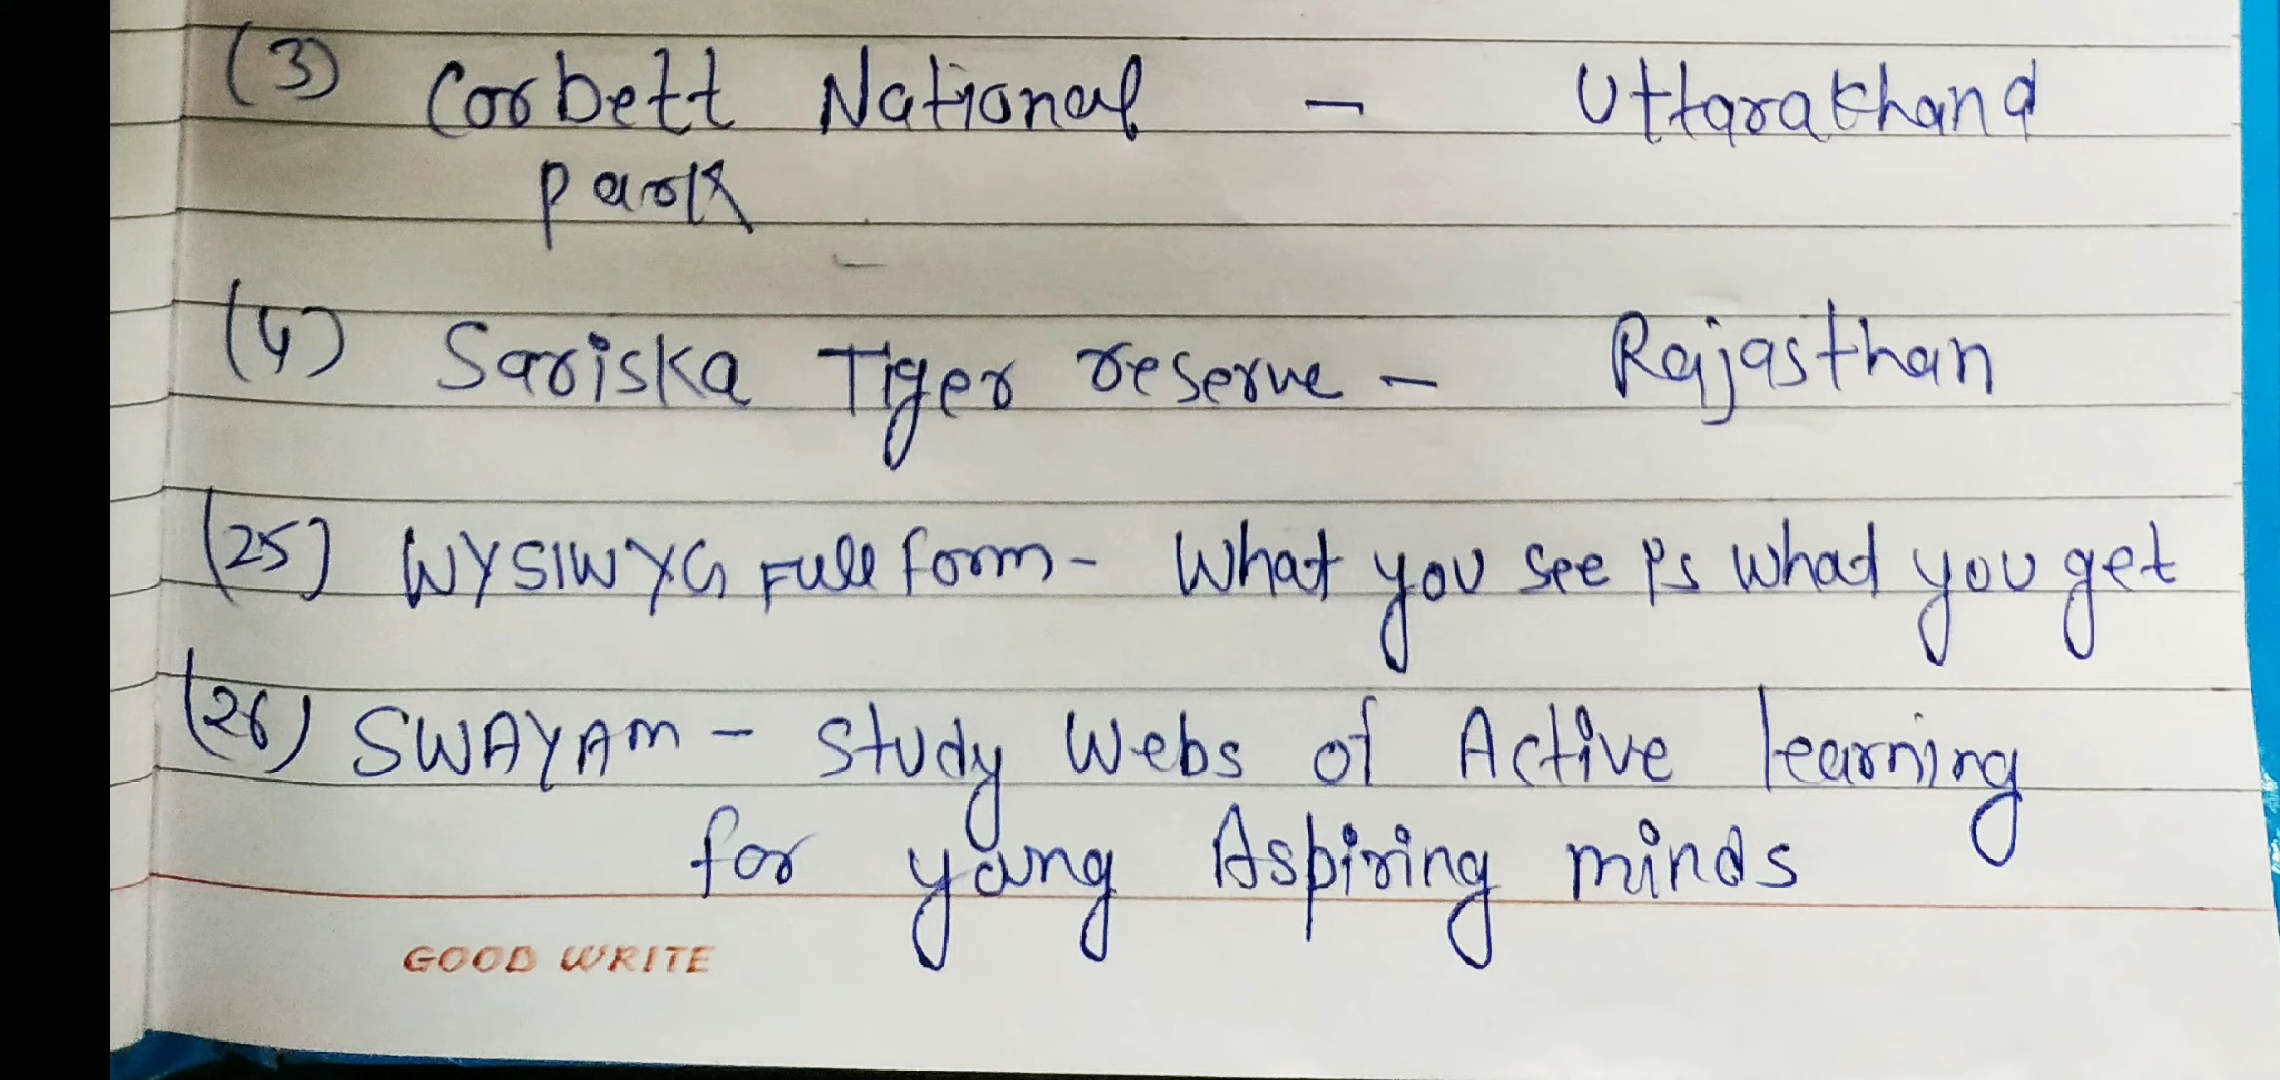 (3) Corbett National - Uttarakhand
park
(4) Sariska Tiger reserve - Rajasthan
(25) WYSIWYG Full form - What you see is what you get
(26) SWAYAM - Study Webs of Active learning
for young Aspiring minds
GOOD WRITE